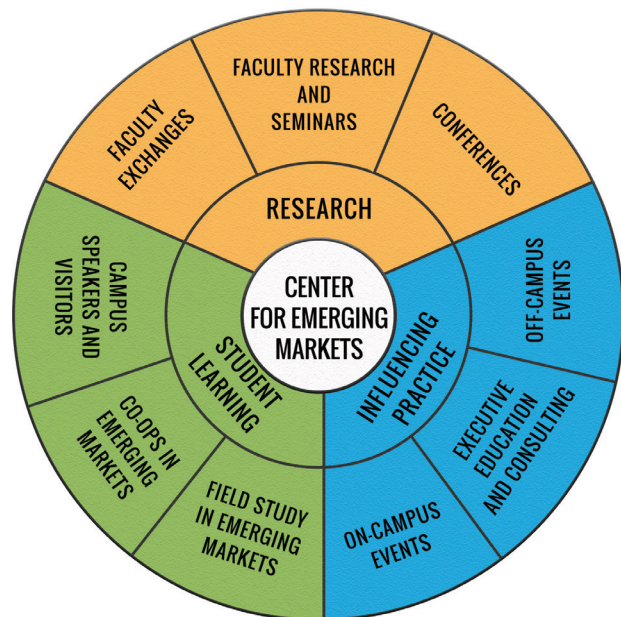 FACULTY RESEARCH
AND
SEMINARS
FACULTY
EXCHANGES
CONFERENCES
RESEARCH
CENTER
FOR EMERGING
MARKETS
CAMPUS
SPEAKERS AND
VISITORS
STUDENT
LEARNING
INFLUENCING
PRACTICE
OFF-CAMPUS
EVENTS
CO-OPS IN
EMERGING
MARKETS
EXECUTIVE
EDUCATION
AND CONSULTING
FIELD STUDY
IN EMERGING
MARKETS
ON-CAMPUS
EVENTS